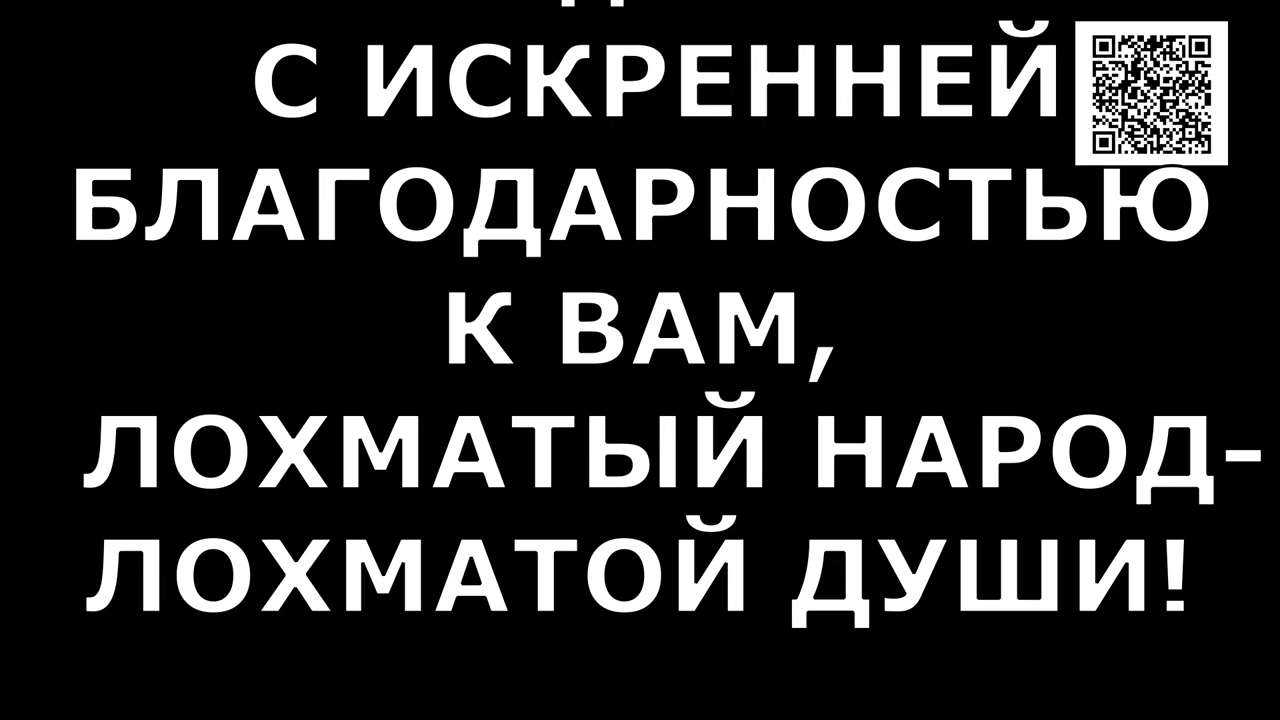 С ИСКРЕННЕЙ
БЛАГОДАРНОСТЬЮ
К ВАМ,
ЛОХМАТЫЙ НАРОД-
ЛОХМАТОЙ ДУШИ!